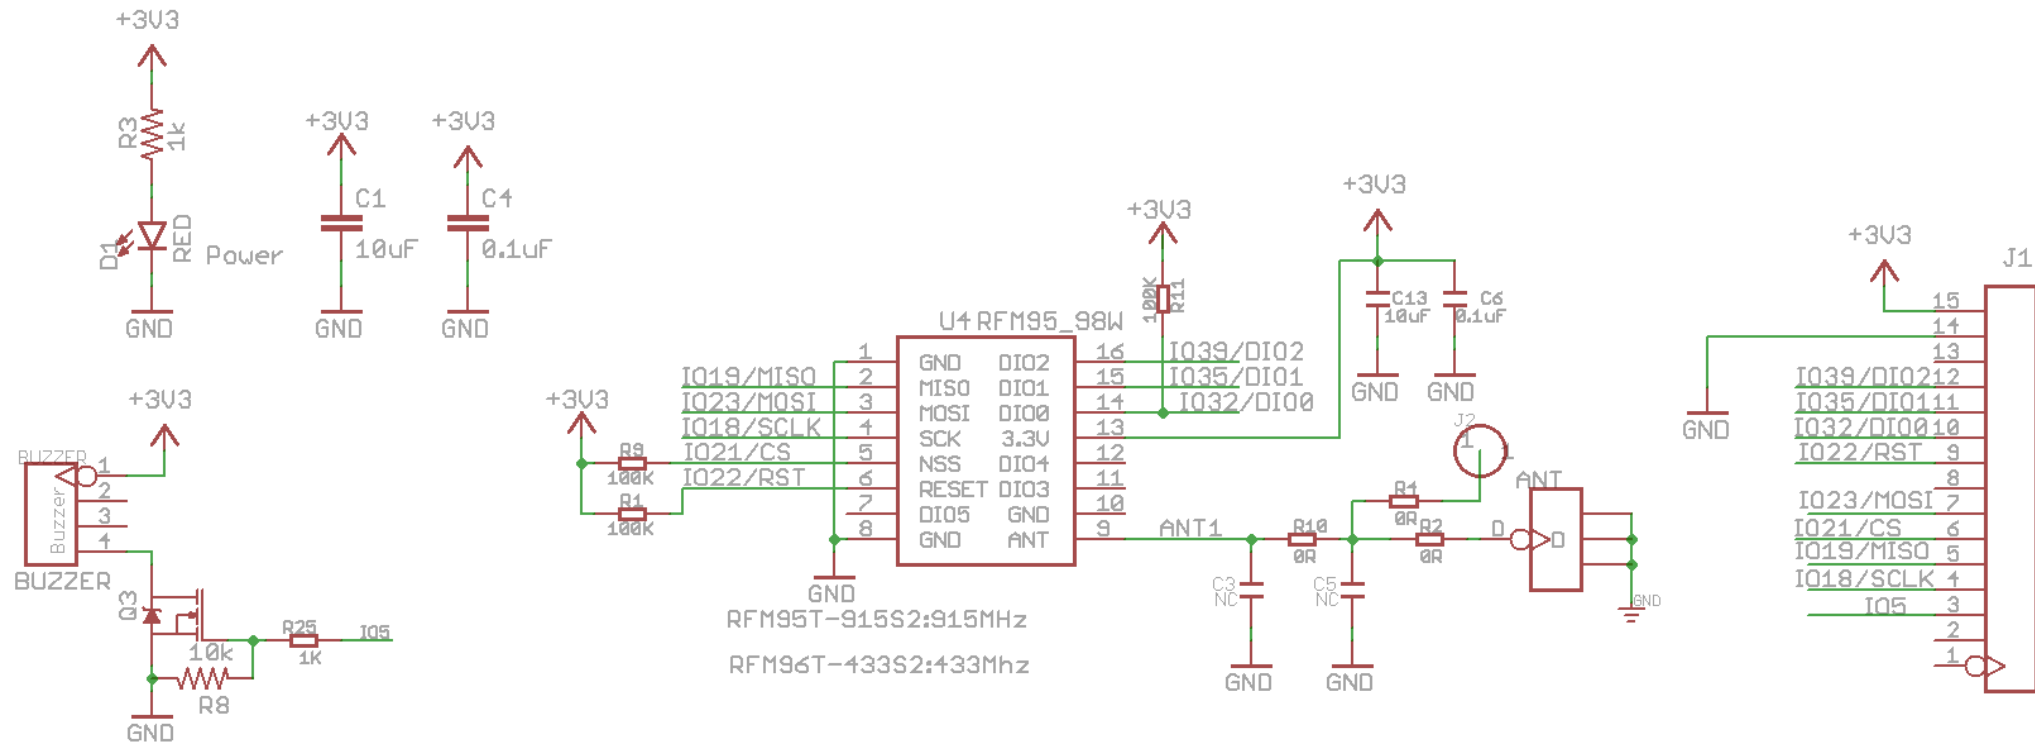 +3V3
R3
1k
D1
RED
Power
GND
+3V3
C1
10uF
GND
+3V3
C4
0.1uF
GND
+3V3
BUZZER
Buzzer
1
2
3
4
BUZZER
Q3
10k
R8
GND
R25
1K
IO5
+3V3
R9
100K
R1
100K
IO19/MISO
IO23/MOSI
IO18/SCLK
IO21/CS
IO22/RST
U4 RFM95_98W
1 GND DIO2 16
2 MISO DIO1 15
3 MOSI DIO0 14
4 SCK 3.3V 13
5 NSS DIO4 12
6 RESET DIO3 11
7 DIO5 GND 10
8 GND ANT 9
GND
RFM95T-915S2:915MHz
RFM96T-433S2:433Mhz
+3V3
100K
R11
IO39/DIO2
IO35/DIO1
IO32/DIO0
+3V3
C13
10uF
GND
C6
0.1uF
GND
ANT1
C3
NC
GND
R10
0R
C5
NC
GND
R4
0R
R2
0R
J2
1
1
ANT
D
D
GND
+3V3
J1
GND
15
14
13
IO39/DIO2 12
IO35/DIO1 11
IO32/DIO0 10
IO22/RST 9
8
IO23/MOSI 7
IO21/CS 6
IO19/MISO 5
IO18/SCLK 4
IO5 3
2
1